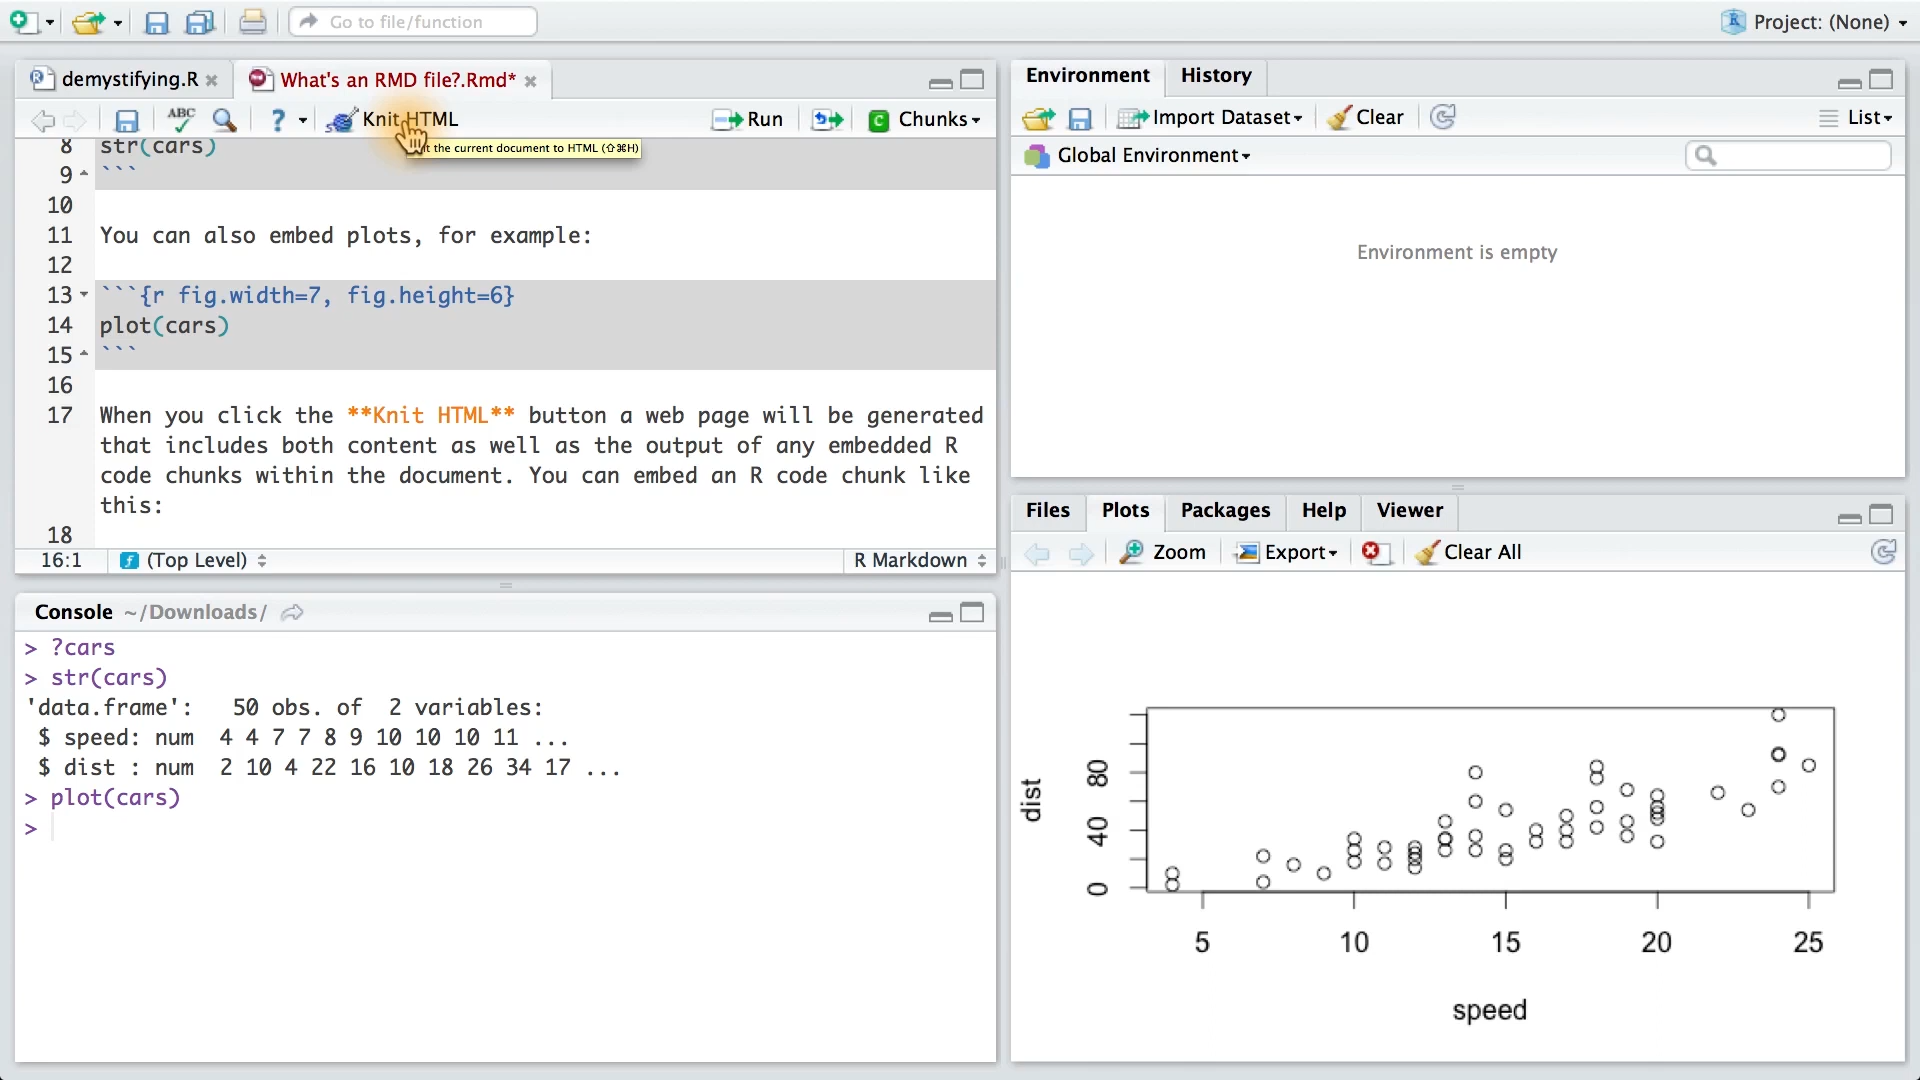 Go to file/function
Project: (None)
demystifying.R
What's an RMD file?.Rmd*
ABC
?
Knit HTML
Run
Chunks
the current document to HTML (⇧⌘H)
8 str(cars)
9 ```
10
11 You can also embed plots, for example:
12
13 ```{r fig.width=7, fig.height=6}
14 plot(cars)
15 ```
16
17 When you click the **Knit HTML** button a web page will be generated
that includes both content as well as the output of any embedded R
code chunks within the document. You can embed an R code chunk like
this:
18
16:1 (Top Level) R Markdown
Console ~/Downloads/
> ?cars
> str(cars)
'data.frame': 50 obs. of 2 variables:
$ speed: num 4 4 7 7 8 9 10 10 10 11 ...
$ dist : num 2 10 4 22 16 10 18 26 34 17 ...
> plot(cars)
>
Environment History
Import Dataset Clear List
Global Environment
Environment is empty
Files Plots Packages Help Viewer
Zoom Export Clear All
dist
80
40
0
5 10 15 20 25
speed